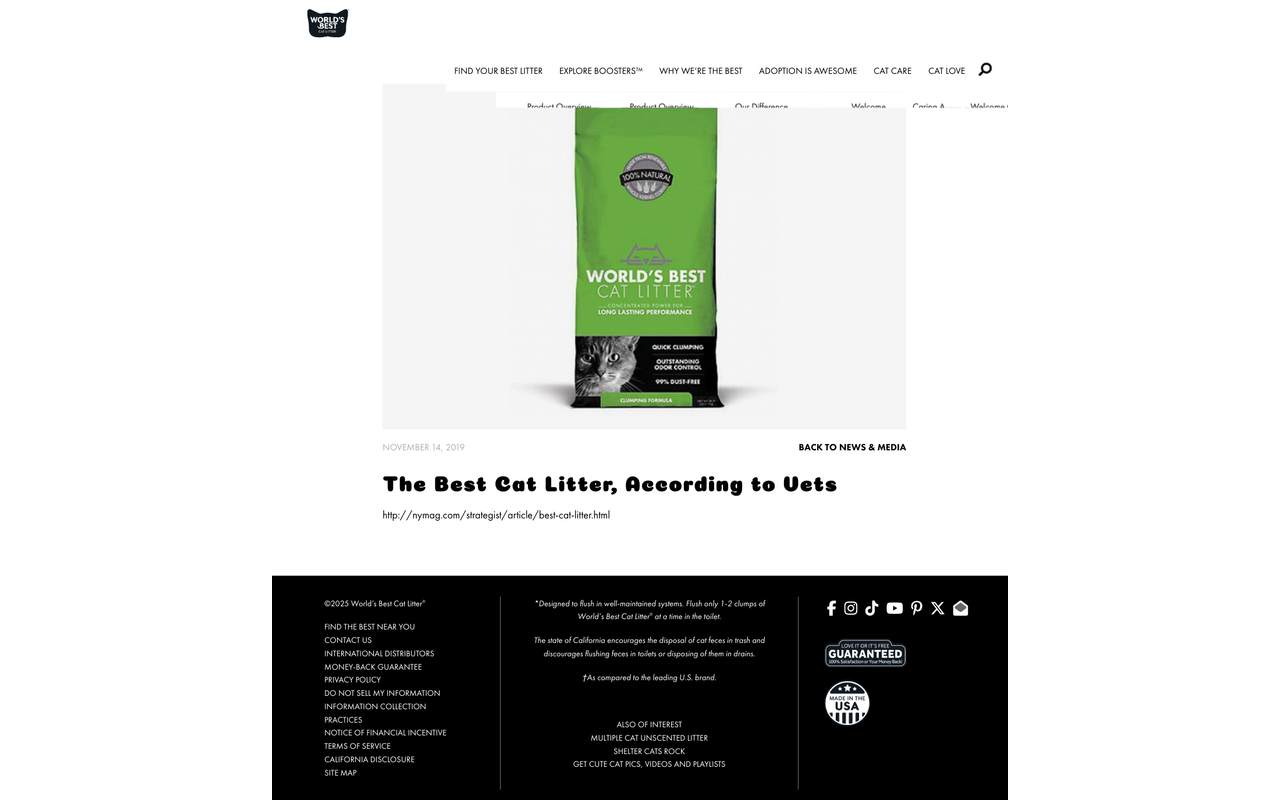 WORLD'S
BEST
CAT LITTER
FIND YOUR BEST LITTER EXPLORE BOOSTERS™ WHY WE'RE THE BEST ADOPTION IS AWESOME CAT CARE CAT LOVE
Product Overview Product Overview Our Difference Welcome Caring Welcome
MADE FROM RENEWABLE
100% NATURAL
WHOLE KERNEL CORN
WORLD'S BEST
CAT LITTER™
CONCENTRATED POWER FOR
LONG LASTING PERFORMANCE
QUICK CLUMPING
OUTSTANDING
ODOR CONTROL
99% DUST-FREE
CLUMPING FORMULA
NOVEMBER 14, 2019 BACK TO NEWS & MEDIA
The Best Cat Litter, According to Vets
http://nymag.com/strategist/article/best-cat-litter.html
©2025 World's Best Cat Litter®
FIND THE BEST NEAR YOU
CONTACT US
INTERNATIONAL DISTRIBUTORS
MONEY-BACK GUARANTEE
PRIVACY POLICY
DO NOT SELL MY INFORMATION
INFORMATION COLLECTION
PRACTICES
NOTICE OF FINANCIAL INCENTIVE
TERMS OF SERVICE
CALIFORNIA DISCLOSURE
SITE MAP
*Designed to flush in well-maintained systems. Flush only 1-2 clumps of
World's Best Cat Litter® at a time in the toilet.
The state of California encourages the disposal of cat feces in trash and
discourages flushing feces in toilets or disposing of them in drains.
†As compared to the leading U.S. brand.
ALSO OF INTEREST
MULTIPLE CAT UNSCENTED LITTER
SHELTER CATS ROCK
GET CUTE CAT PICS, VIDEOS AND PLAYLISTS
LOVE IT OR IT'S FREE
GUARANTEED
100% Satisfaction or Your Money Back!
MADE IN THE
USA